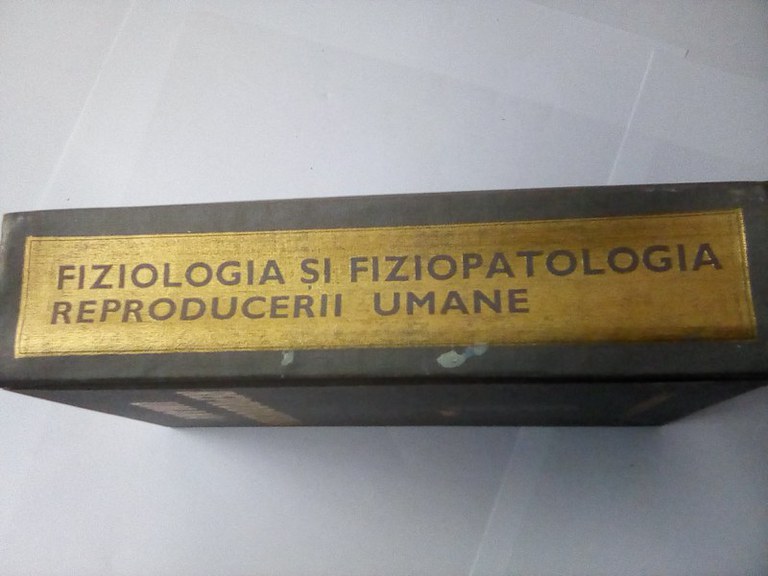 FIZIOLOGIA ȘI FIZIOPATOLOGIA
REPRODUCERII UMANE